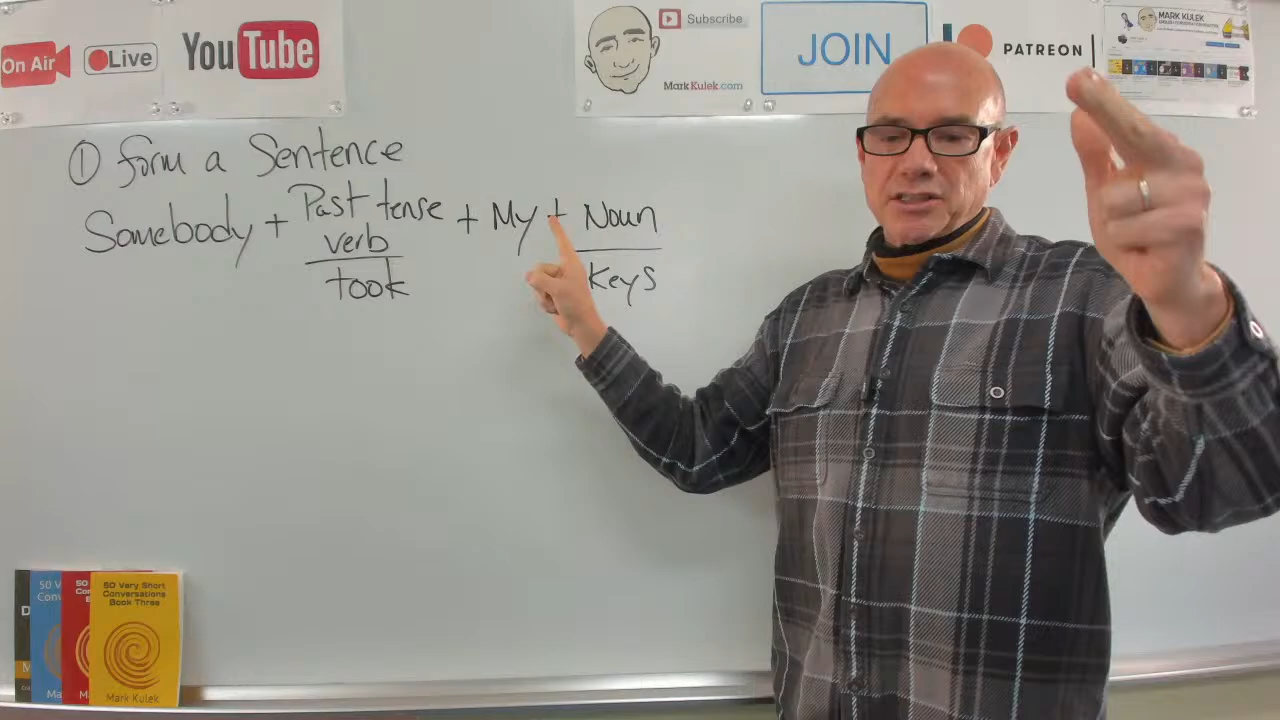 On Air
Live
YouTube
Subscribe
MarkKulek.com
JOIN
PATREON
MARK KULEK
① Form a Sentence
Somebody + Past tense verb + My + Noun
took
Keys
50 Very Short
Conversations
Book Three
Mark Kulek